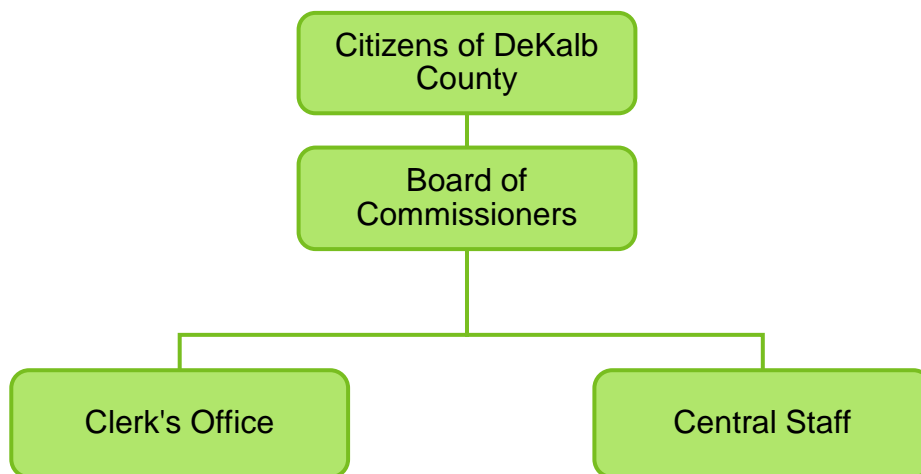 Citizens of DeKalb
County
Board of
Commissioners
Clerk's Office
Central Staff